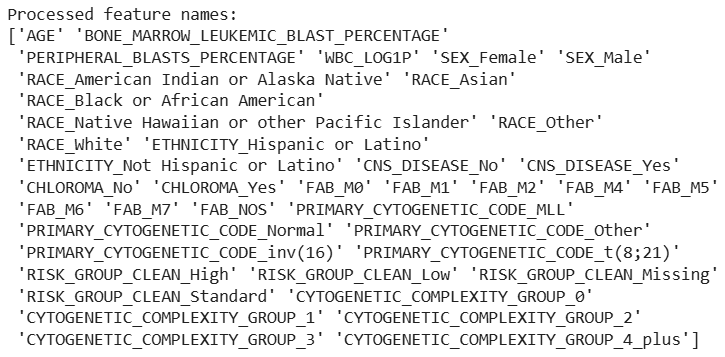 Processed feature names:
['AGE' 'BONE_MARROW_LEUKEMIC_BLAST_PERCENTAGE'
 'PERIPHERAL_BLASTS_PERCENTAGE' 'WBC_LOG1P' 'SEX_Female' 'SEX_Male'
 'RACE_American Indian or Alaska Native' 'RACE_Asian'
 'RACE_Black or African American'
 'RACE_Native Hawaiian or other Pacific Islander' 'RACE_Other'
 'RACE_White' 'ETHNICITY_Hispanic or Latino'
 'ETHNICITY_Not Hispanic or Latino' 'CNS_DISEASE_No' 'CNS_DISEASE_Yes'
 'CHLOROMA_No' 'CHLOROMA_Yes' 'FAB_M0' 'FAB_M1' 'FAB_M2' 'FAB_M4' 'FAB_M5'
 'FAB_M6' 'FAB_M7' 'FAB_NOS' 'PRIMARY_CYTOGENETIC_CODE_MLL'
 'PRIMARY_CYTOGENETIC_CODE_Normal' 'PRIMARY_CYTOGENETIC_CODE_Other'
 'PRIMARY_CYTOGENETIC_CODE_inv(16)' 'PRIMARY_CYTOGENETIC_CODE_t(8;21)'
 'RISK_GROUP_CLEAN_High' 'RISK_GROUP_CLEAN_Low' 'RISK_GROUP_CLEAN_Missing'
 'RISK_GROUP_CLEAN_Standard' 'CYTOGENETIC_COMPLEXITY_GROUP_0'
 'CYTOGENETIC_COMPLEXITY_GROUP_1' 'CYTOGENETIC_COMPLEXITY_GROUP_2'
 'CYTOGENETIC_COMPLEXITY_GROUP_3' 'CYTOGENETIC_COMPLEXITY_GROUP_4_plus']